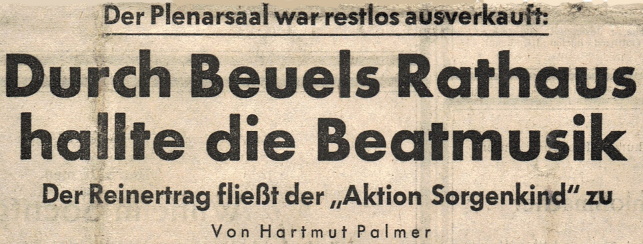 Der Plenarsaal war restlos ausverkauft:
Durch Beuels Rathaus
hallte die Beatmusik
Der Reinertrag fließt der „Aktion Sorgenkind" zu
Von Hartmut Palmer